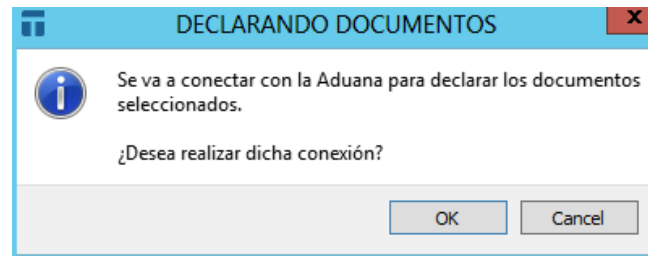 DECLARANDO DOCUMENTOS
Se va a conectar con la Aduana para declarar los documentos
seleccionados.
¿Desea realizar dicha conexión?
OK
Cancel